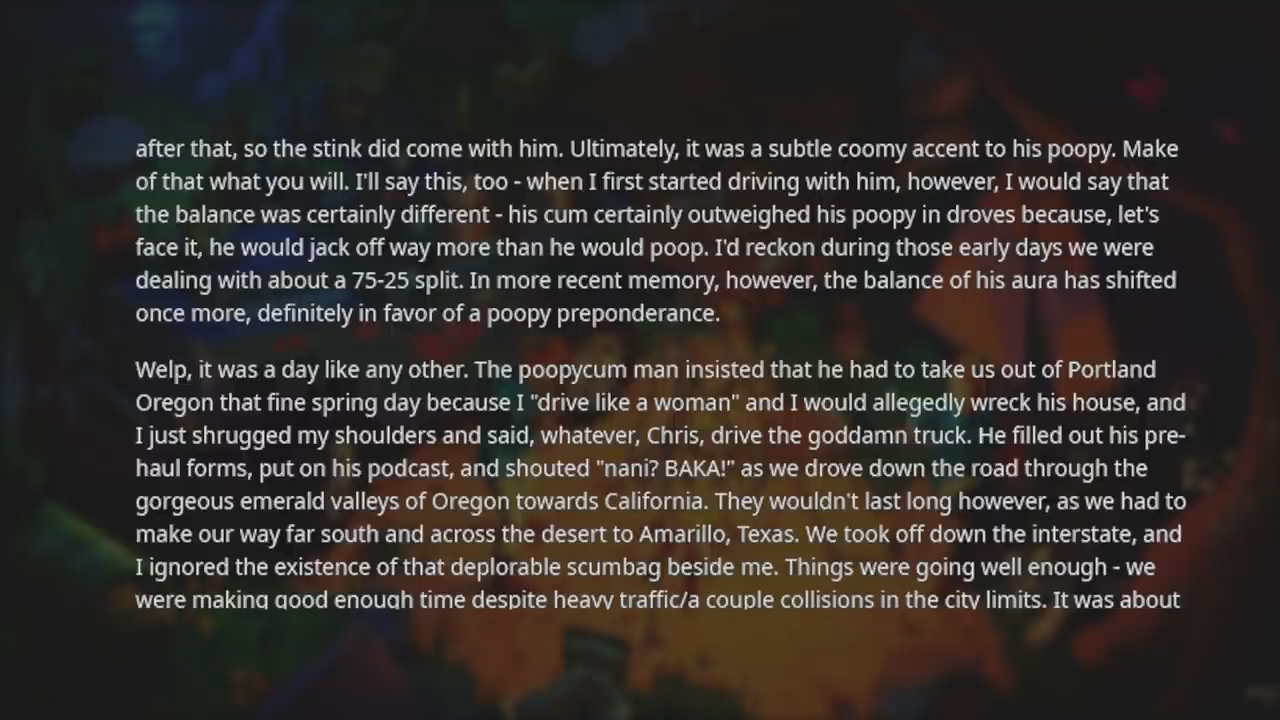 after that, so the stink did come with him. Ultimately, it was a subtle coomy accent to his poopy. Make
of that what you will. I'll say this, too - when I first started driving with him, however, I would say that
the balance was certainly different - his cum certainly outweighed his poopy in droves because, let's
face it, he would jack off way more than he would poop. I'd reckon during those early days we were
dealing with about a 75-25 split. In more recent memory, however, the balance of his aura has shifted
once more, definitely in favor of a poopy preponderance.
Welp, it was a day like any other. The poopycum man insisted that he had to take us out of Portland
Oregon that fine spring day because I "drive like a woman" and I would allegedly wreck his house, and
I just shrugged my shoulders and said, whatever, Chris, drive the goddamn truck. He filled out his pre-
haul forms, put on his podcast, and shouted "nani? BAKA!" as we drove down the road through the
gorgeous emerald valleys of Oregon towards California. They wouldn't last long however, as we had to
make our way far south and across the desert to Amarillo, Texas. We took off down the interstate, and
I ignored the existence of that deplorable scumbag beside me. Things were going well enough - we
were making good enough time despite heavy traffic/a couple collisions in the city limits. It was about